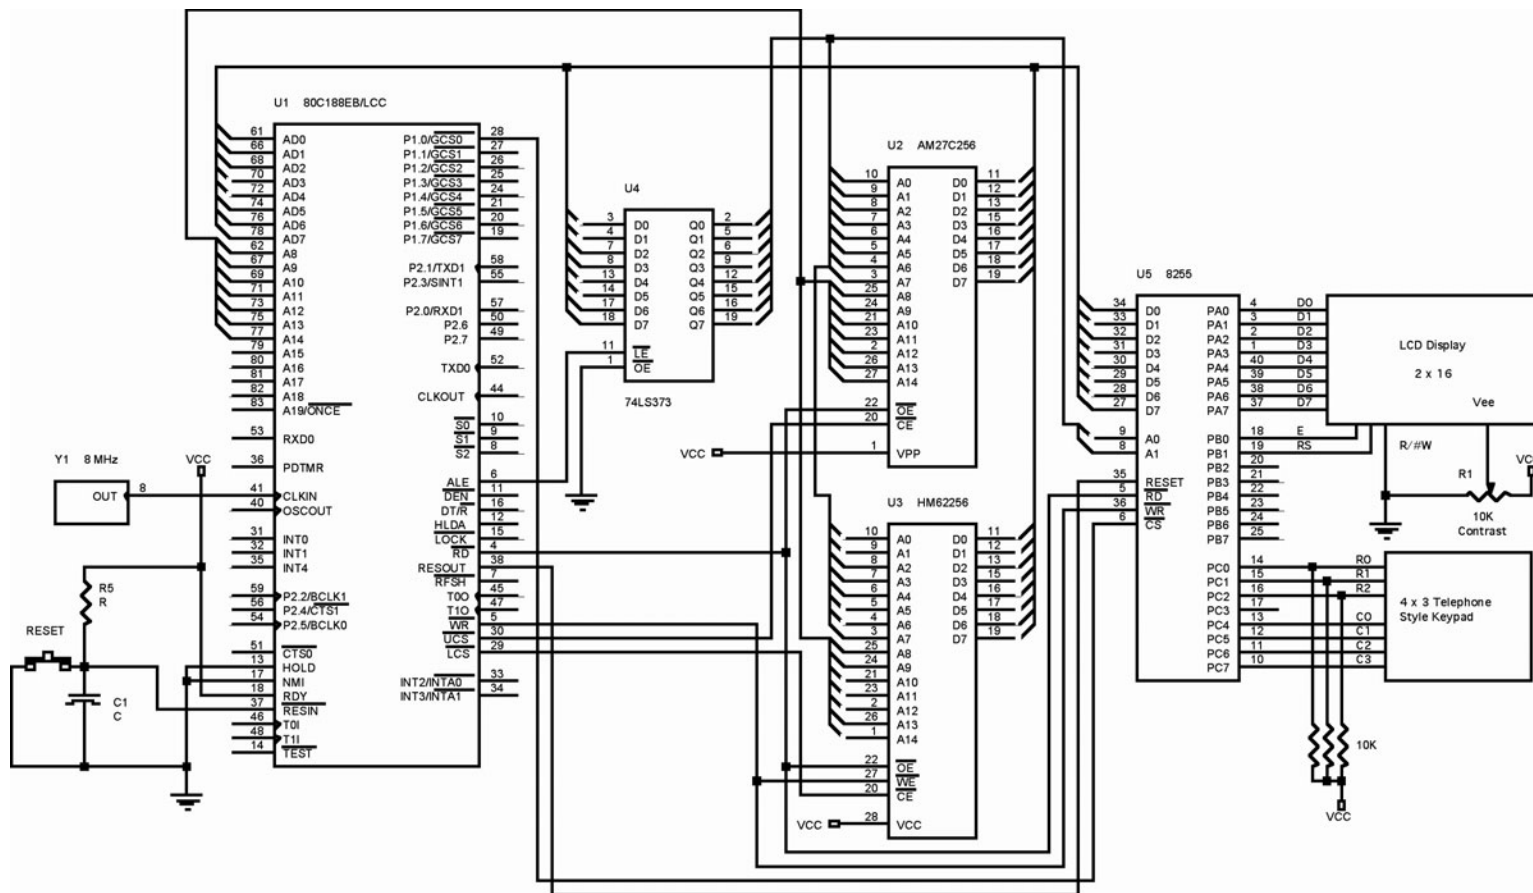 U1 80C188EB/LCC
61 AD0
66 AD1
68 AD2
70 AD3
72 AD4
74 AD5
76 AD6
78 AD7
62 A8
67 A9
69 A10
71 A11
73 A12
75 A13
77 A14
79 A15
80 A16
81 A17
82 A18
83 A19/ONCE
53 RXD0
36 PDTMR
41 CLKIN
40 OSCOUT
31 INT0
32 INT1
35 INT4
59 P2.2/BCLK1
56 P2.4/CTS1
54 P2.5/BCLK0
51 CTS0
13 HOLD
17 NMI
18 RDY
37 RESIN
46 T0I
48 T1I
14 TEST
P1.0/GCS0 28
P1.1/GCS1 27
P1.2/GCS2 26
P1.3/GCS3 25
P1.4/GCS4 24
P1.5/GCS5 21
P1.6/GCS6 20
P1.7/GCS7 19
P2.1/TXD1 58
P2.3/SINT1 55
P2.0/RXD1 57
P2.6 50
P2.7 49
TXD0 52
CLKOUT 44
S0 10
S1 9
S2 8
ALE 6
DEN 11
DT/R 16
HLDA 12
LOCK 15
RD 4
RESOUT 38
RFSH 7
T0O 45
T1O 47
WR 5
UCS 30
LCS 29
INT2/INTA0 33
INT3/INTA1 34
Y1 8 MHz
OUT 8
VCC
R5
R
RESET
C1
C
U4
3 D0 Q0 2
4 D1 Q1 5
7 D2 Q2 6
8 D3 Q3 9
13 D4 Q4 12
14 D5 Q5 15
17 D6 Q6 16
18 D7 Q7 19
11 LE
1 OE
74LS373
U2 AM27C256
10 A0 D0 11
9 A1 D1 12
8 A2 D2 13
7 A3 D3 15
6 A4 D4 16
5 A5 D5 17
4 A6 D6 18
3 A7 D7 19
25 A8
24 A9
21 A10
23 A11
2 A12
26 A13
27 A14
22 OE
20 CE
VCC 1 VPP
U3 HM62256
10 A0 D0 11
9 A1 D1 12
8 A2 D2 13
7 A3 D3 15
6 A4 D4 16
5 A5 D5 17
4 A6 D6 18
3 A7 D7 19
25 A8
24 A9
21 A10
23 A11
2 A12
26 A13
1 A14
22 OE
27 WE
20 CE
VCC 28 VCC
U5 8255
34 D0 PA0 4 D0
33 D1 PA1 3 D1
32 D2 PA2 2 D2
31 D3 PA3 1 D3
30 D4 PA4 40 D4
29 D5 PA5 39 D5
28 D6 PA6 38 D6
27 D7 PA7 37 D7
9 A0 PB0 18 E
8 A1 PB1 19 RS
PB2 20
35 RESET PB3 21
5 RD PB4 22
36 WR PB5 23
6 CS PB6 24
PB7 25
PC0 14 R0
PC1 15 R1
PC2 16 R2
PC3 17
PC4 13 C0
PC5 12 C1
PC6 11 C2
PC7 10 C3
LCD Display
2 x 16
Vee
R/#W
R1
10K
Contrast
4 x 3 Telephone
Style Keypad
10K
VCC